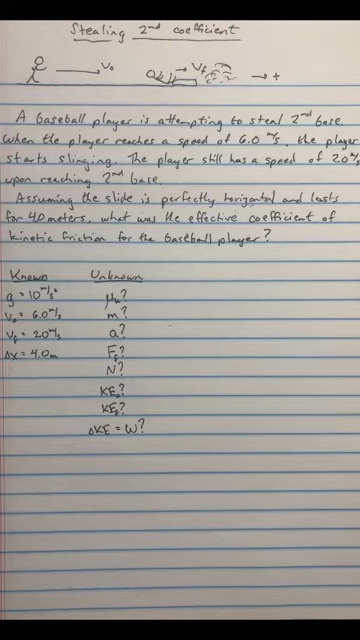 Stealing 2nd coefficient
V₀
V_f
→ +
A Baseball player is attempting to steal 2nd base
when the player reaches a speed of 6.0 m/s, the player
starts slinging. The player still has a speed of 2.0 m/s
upon reaching 2nd base.
Assuming the slide is perfectly horizontal and lasts
for 4.0 meters, what was the effective coefficient of
kinetic friction for the Baseball player?
Known Unknown
g = 10 m/s² μₖ?
V₀ = 6.0 m/s m?
V_f = 2.0 m/s a?
Δx = 4.0 m F_f?
N?
KE₀?
KE_f?
ΔKE = W?